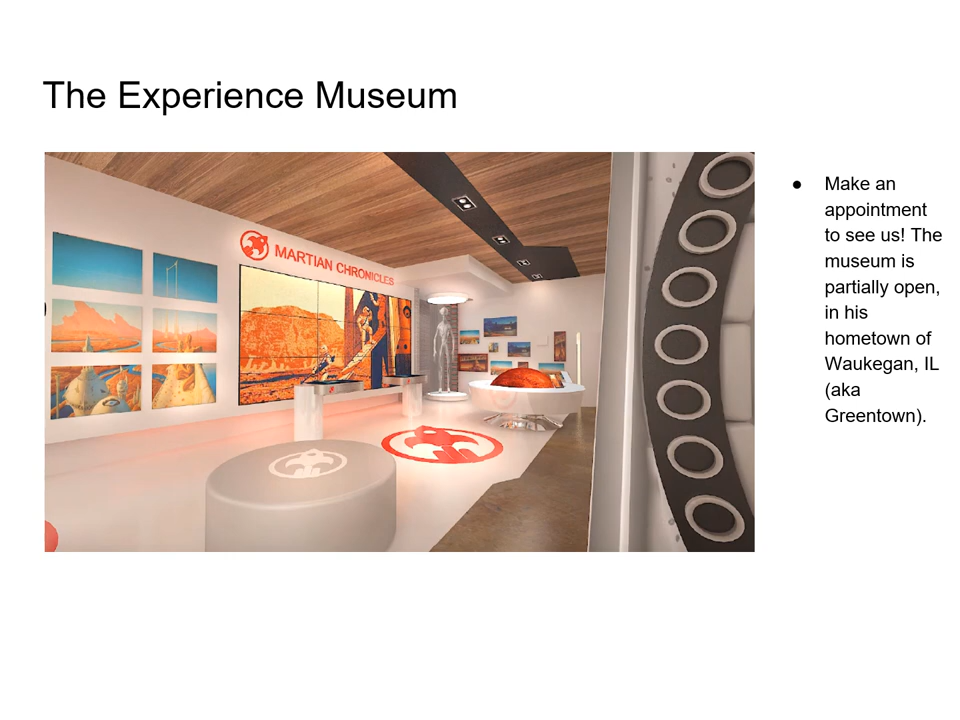 The Experience Museum
MARTIAN CHRONICLES
● Make an
appointment
to see us! The
museum is
partially open,
in his
hometown of
Waukegan, IL
(aka
Greentown).